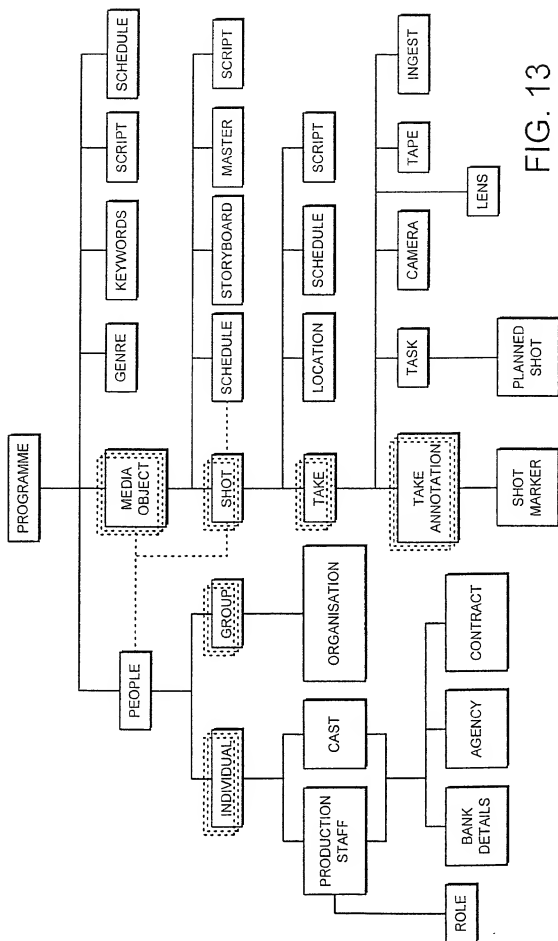 PROGRAMME
PEOPLE
MEDIA
OBJECT
GENRE
KEYWORDS
SCRIPT
SCHEDULE
INDIVIDUAL
GROUP
SHOT
SCHEDULE
STORYBOARD
MASTER
SCRIPT
PRODUCTION
STAFF
CAST
ORGANISATION
TAKE
LOCATION
SCHEDULE
SCRIPT
ROLE
BANK
DETAILS
AGENCY
CONTRACT
TAKE
ANNOTATION
TASK
CAMERA
TAPE
INGEST
LENS
SHOT
MARKER
PLANNED
SHOT
FIG. 13